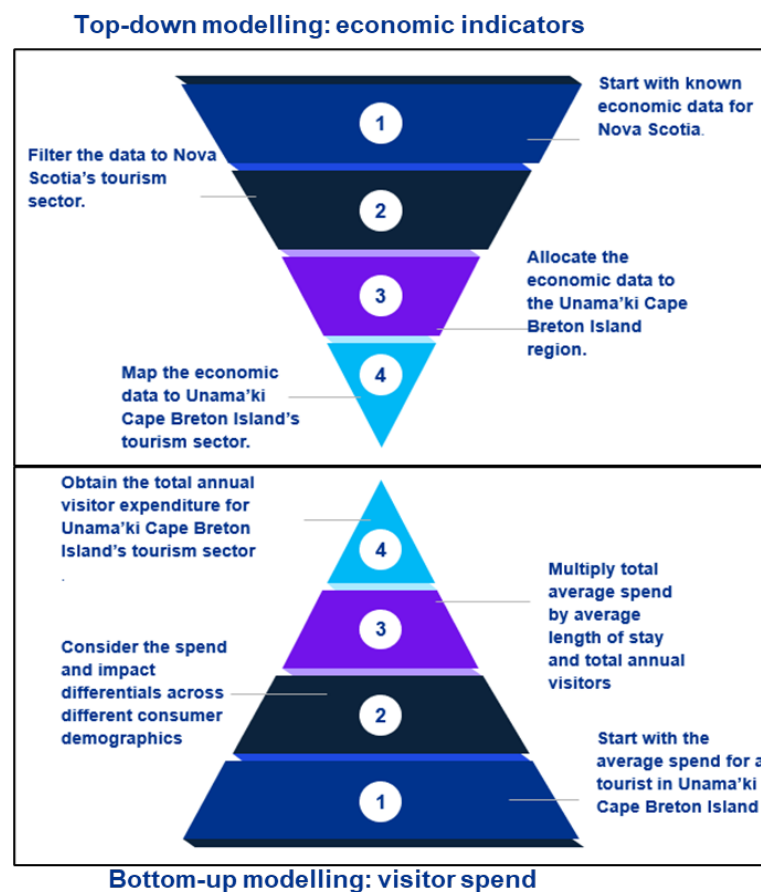 Top-down modelling: economic indicators
1
Start with known
economic data for
Nova Scotia.
Filter the data to Nova
Scotia's tourism
sector.
2
3
Allocate the
economic data to
the Unama'ki Cape
Breton Island
region.
4
Map the economic
data to Unama'ki
Cape Breton Island's
tourism sector.
Obtain the total annual
visitor expenditure for
Unama'ki Cape Breton
Island's tourism sector
.
4
Multiply total
average spend
by average
length of stay
and total annual
visitors
3
Consider the spend
and impact
differentials across
different consumer
demographics
2
Start with the
average spend for a
tourist in Unama'ki
Cape Breton Island
1
Bottom-up modelling: visitor spend